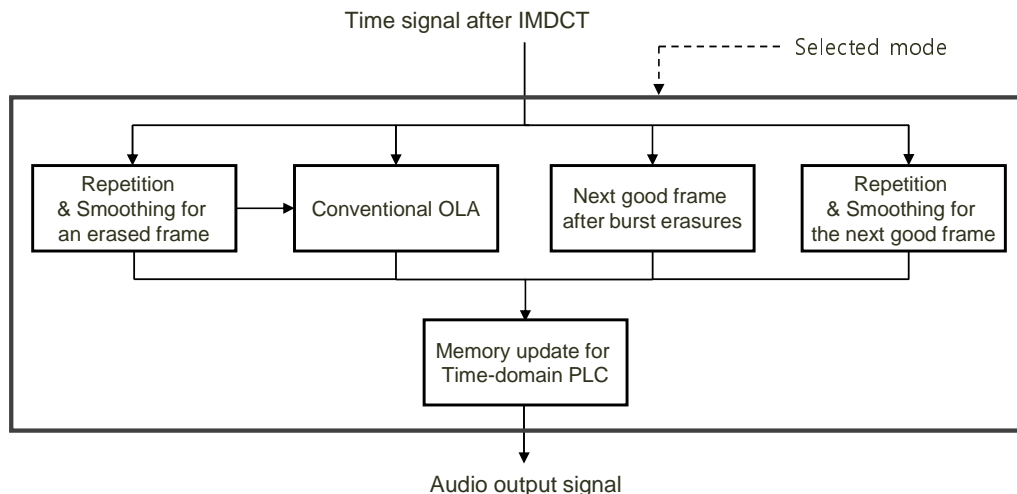 Time signal after IMDCT
Selected mode
Repetition
& Smoothing for
an erased frame
Conventional OLA
Next good frame
after burst erasures
Repetition
& Smoothing for
the next good frame
Memory update for
Time-domain PLC
Audio output signal